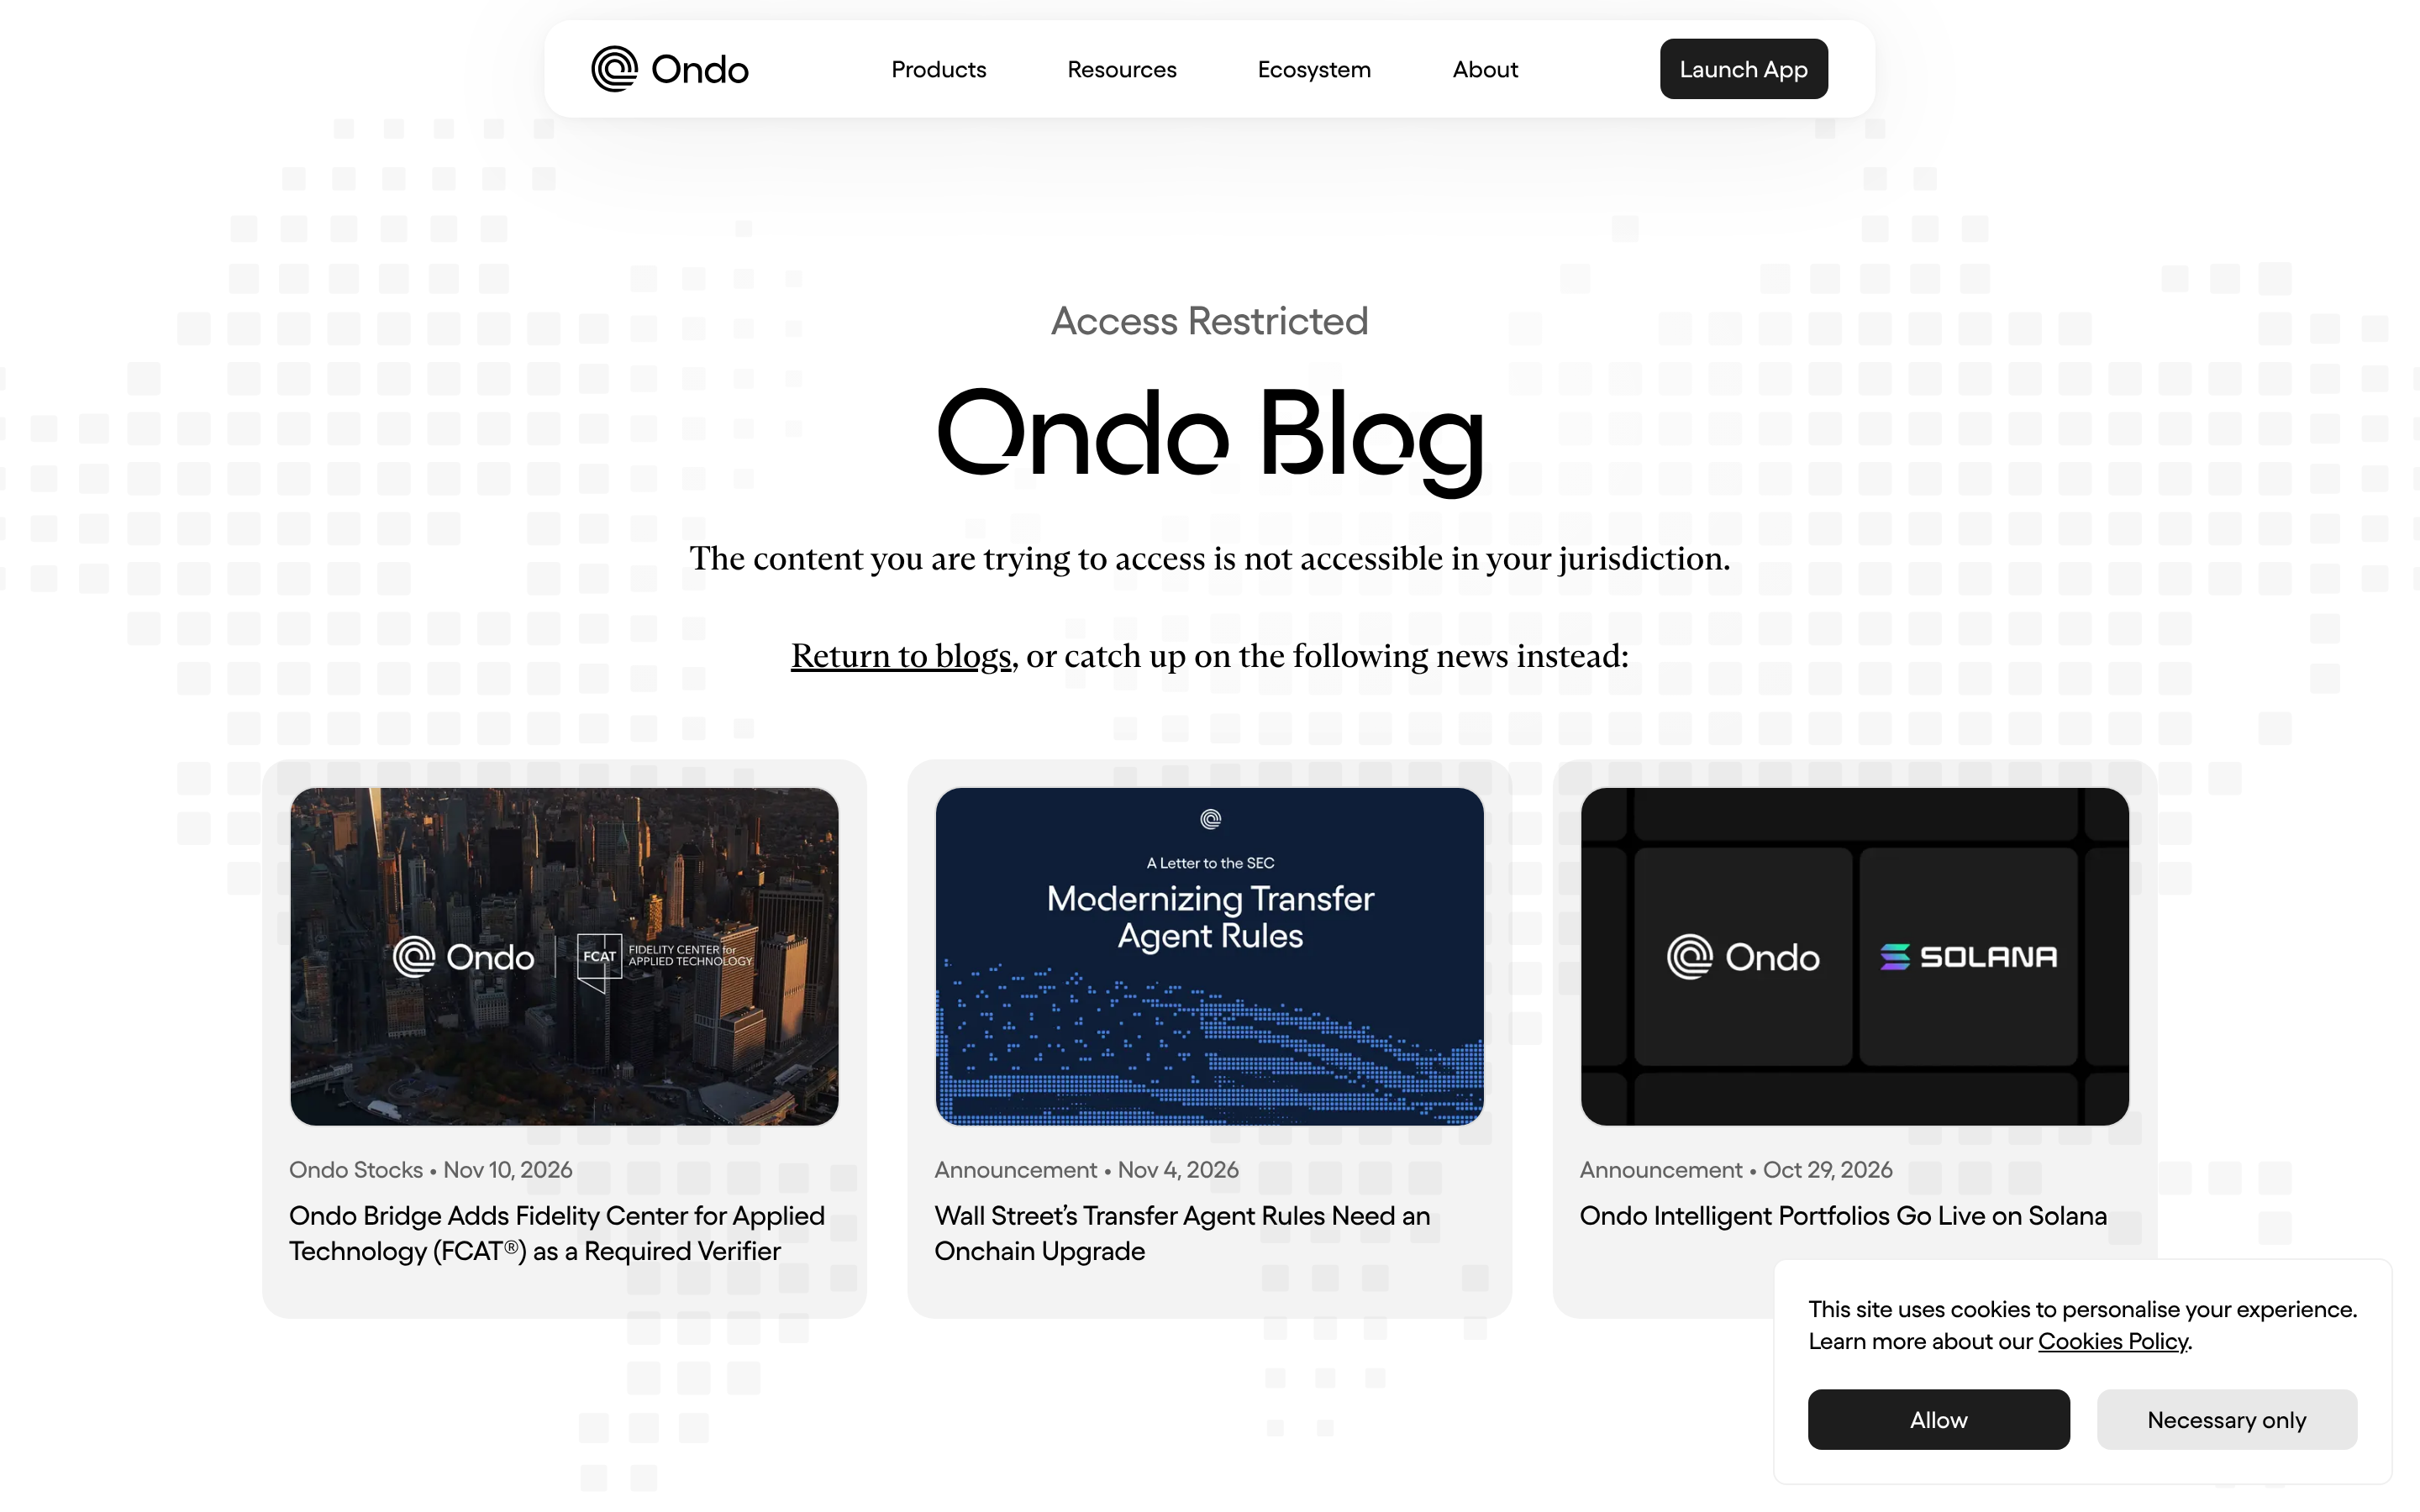 Ondo
Products
Resources
Ecosystem
About
Launch App
Access Restricted
Ondo Blog
The content you are trying to access is not accessible in your jurisdiction.
Return to blogs, or catch up on the following news instead:
Ondo
FCAT
FIDELITY CENTER for
APPLIED TECHNOLOGY
Ondo Stocks • Nov 10, 2026
Ondo Bridge Adds Fidelity Center for Applied
Technology (FCAT®) as a Required Verifier
A Letter to the SEC
Modernizing Transfer
Agent Rules
Announcement • Nov 4, 2026
Wall Street’s Transfer Agent Rules Need an
Onchain Upgrade
Ondo
SOLANA
Announcement • Oct 29, 2026
Ondo Intelligent Portfolios Go Live on Solana
This site uses cookies to personalise your experience.
Learn more about our Cookies Policy.
Allow
Necessary only